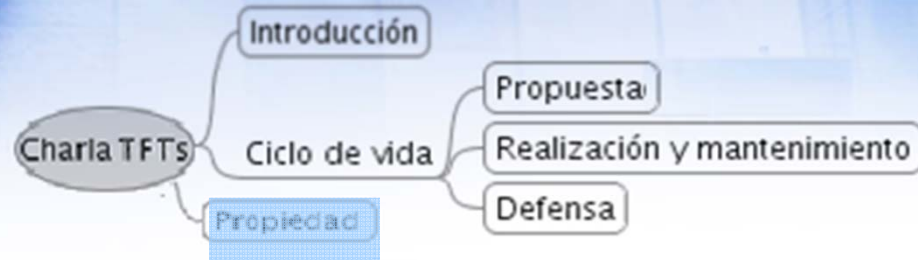 Introducción
Propuesta
Charla TFTs
Ciclo de vida
Realización y mantenimiento
Defensa
Propiedad